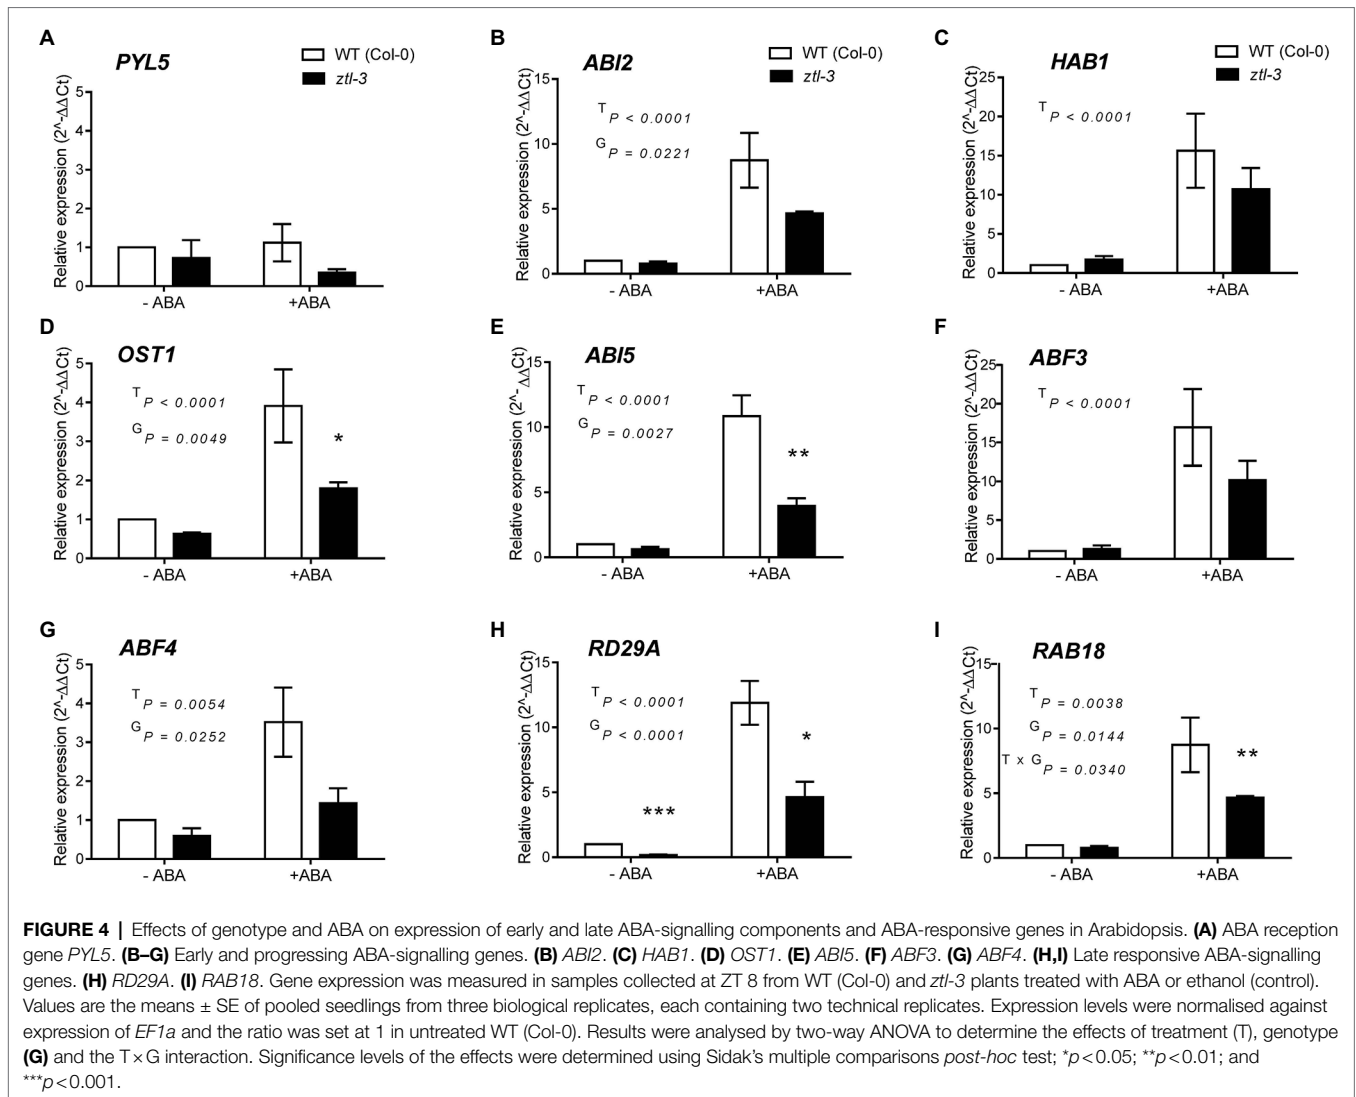 A
PYL5
WT (Col-0)
ztl-3
Relative expression (2^-ΔΔCt)
5
4
3
2
1
0
- ABA
+ABA
B
ABI2
WT (Col-0)
ztl-3
T P < 0.0001
G P = 0.0221
Relative expression (2^-ΔΔCt)
15
10
5
0
- ABA
+ABA
C
HAB1
WT (Col-0)
ztl-3
T P < 0.0001
Relative expression (2^-ΔΔCt)
25
20
15
10
5
0
- ABA
+ABA
D
OST1
T P < 0.0001
G P = 0.0049
*
Relative expression (2^-ΔΔCt)
5
4
3
2
1
0
- ABA
+ABA
E
ABI5
T P < 0.0001
G P = 0.0027
**
Relative expression (2^-ΔΔCt)
15
10
5
0
- ABA
+ABA
F
ABF3
T P < 0.0001
Relative expression (2^-ΔΔCt)
25
20
15
10
5
0
- ABA
+ABA
G
ABF4
T P = 0.0054
G P = 0.0252
Relative expression (2^-ΔΔCt)
5
4
3
2
1
0
- ABA
+ABA
H
RD29A
T P < 0.0001
G P < 0.0001
***
*
Relative expression (2^-ΔΔCt)
15
10
5
0
- ABA
+ABA
I
RAB18
T P = 0.0038
G P = 0.0144
T x G P = 0.0340
**
Relative expression (2^-ΔΔCt)
15
10
5
0
- ABA
+ABA
FIGURE 4 | Effects of genotype and ABA on expression of early and late ABA-signalling components and ABA-responsive genes in Arabidopsis. (A) ABA reception
gene PYL5. (B–G) Early and progressing ABA-signalling genes. (B) ABI2. (C) HAB1. (D) OST1. (E) ABI5. (F) ABF3. (G) ABF4. (H,I) Late responsive ABA-signalling
genes. (H) RD29A. (I) RAB18. Gene expression was measured in samples collected at ZT 8 from WT (Col-0) and ztl-3 plants treated with ABA or ethanol (control).
Values are the means ± SE of pooled seedlings from three biological replicates, each containing two technical replicates. Expression levels were normalised against
expression of EF1a and the ratio was set at 1 in untreated WT (Col-0). Results were analysed by two-way ANOVA to determine the effects of treatment (T), genotype
(G) and the T × G interaction. Significance levels of the effects were determined using Sidak's multiple comparisons post-hoc test; *p < 0.05; **p < 0.01; and
***p < 0.001.